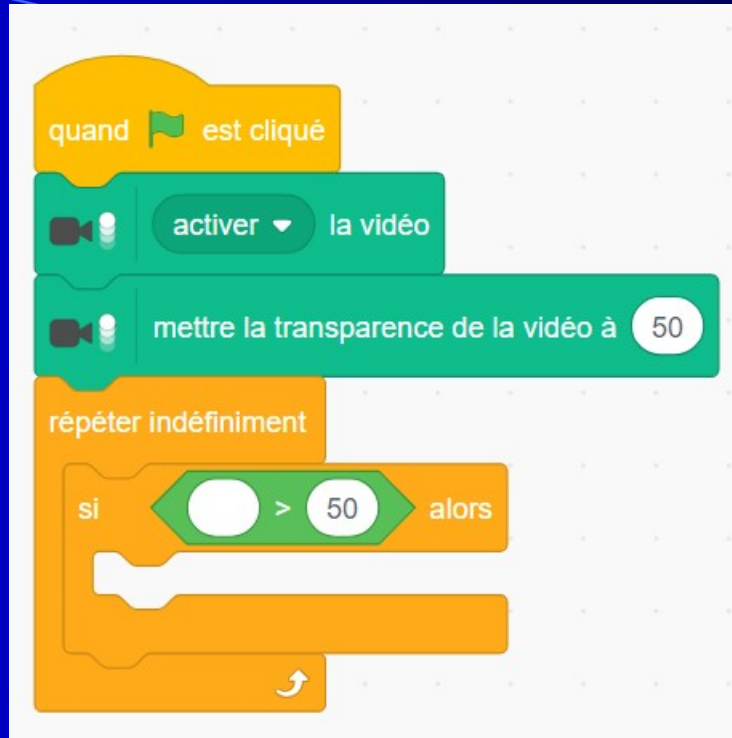 quand est cliqué
activer la vidéo
mettre la transparence de la vidéo à 50
répéter indéfiniment
si > 50 alors